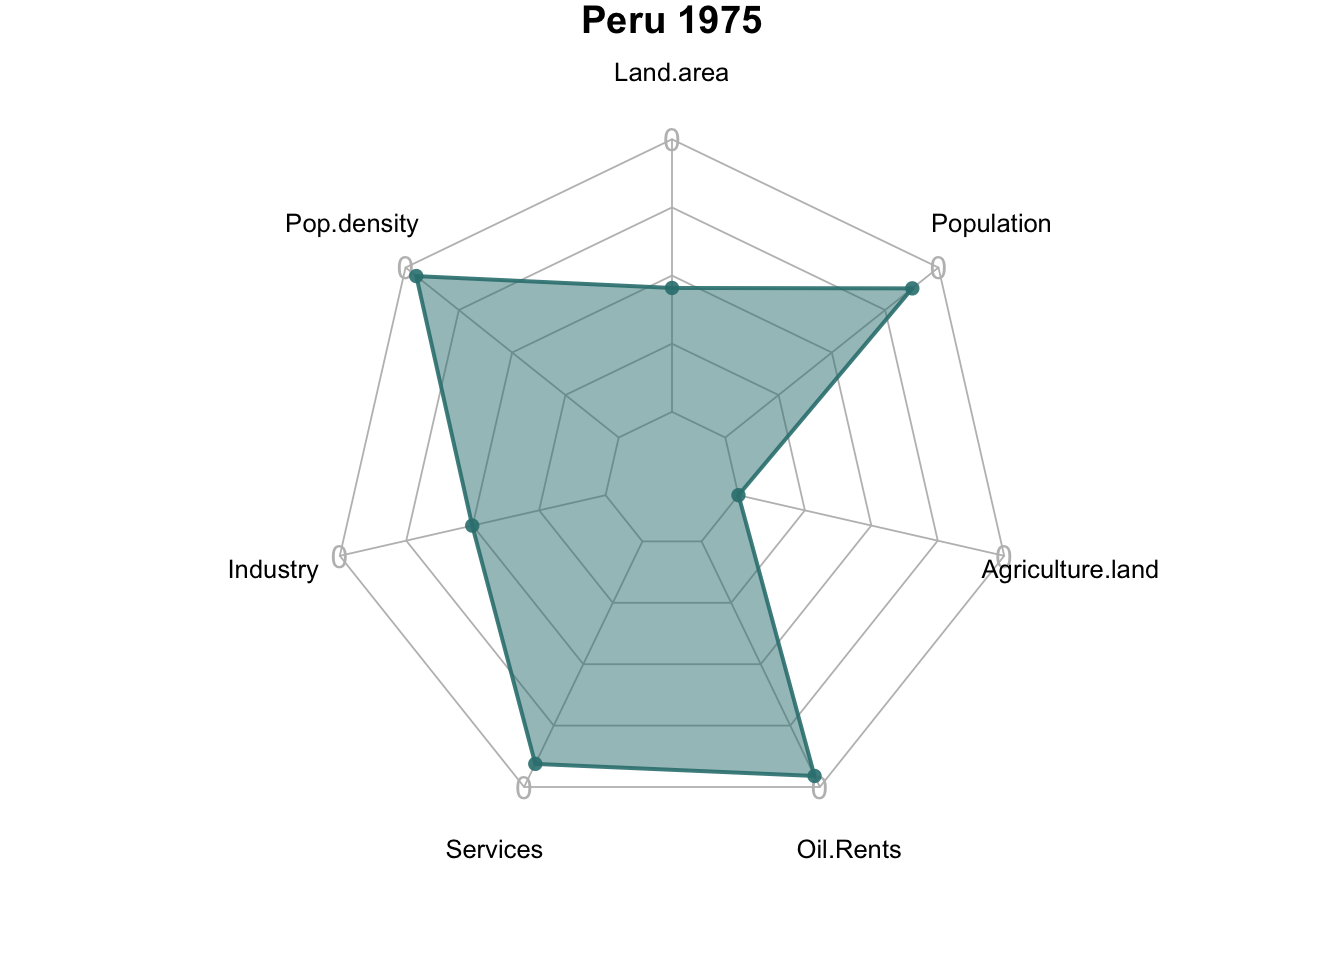 Peru 1975
Land.area
0
Pop.density
Population
0
0
Industry
0
0
Agriculture.land
0
0
Services
Oil.Rents